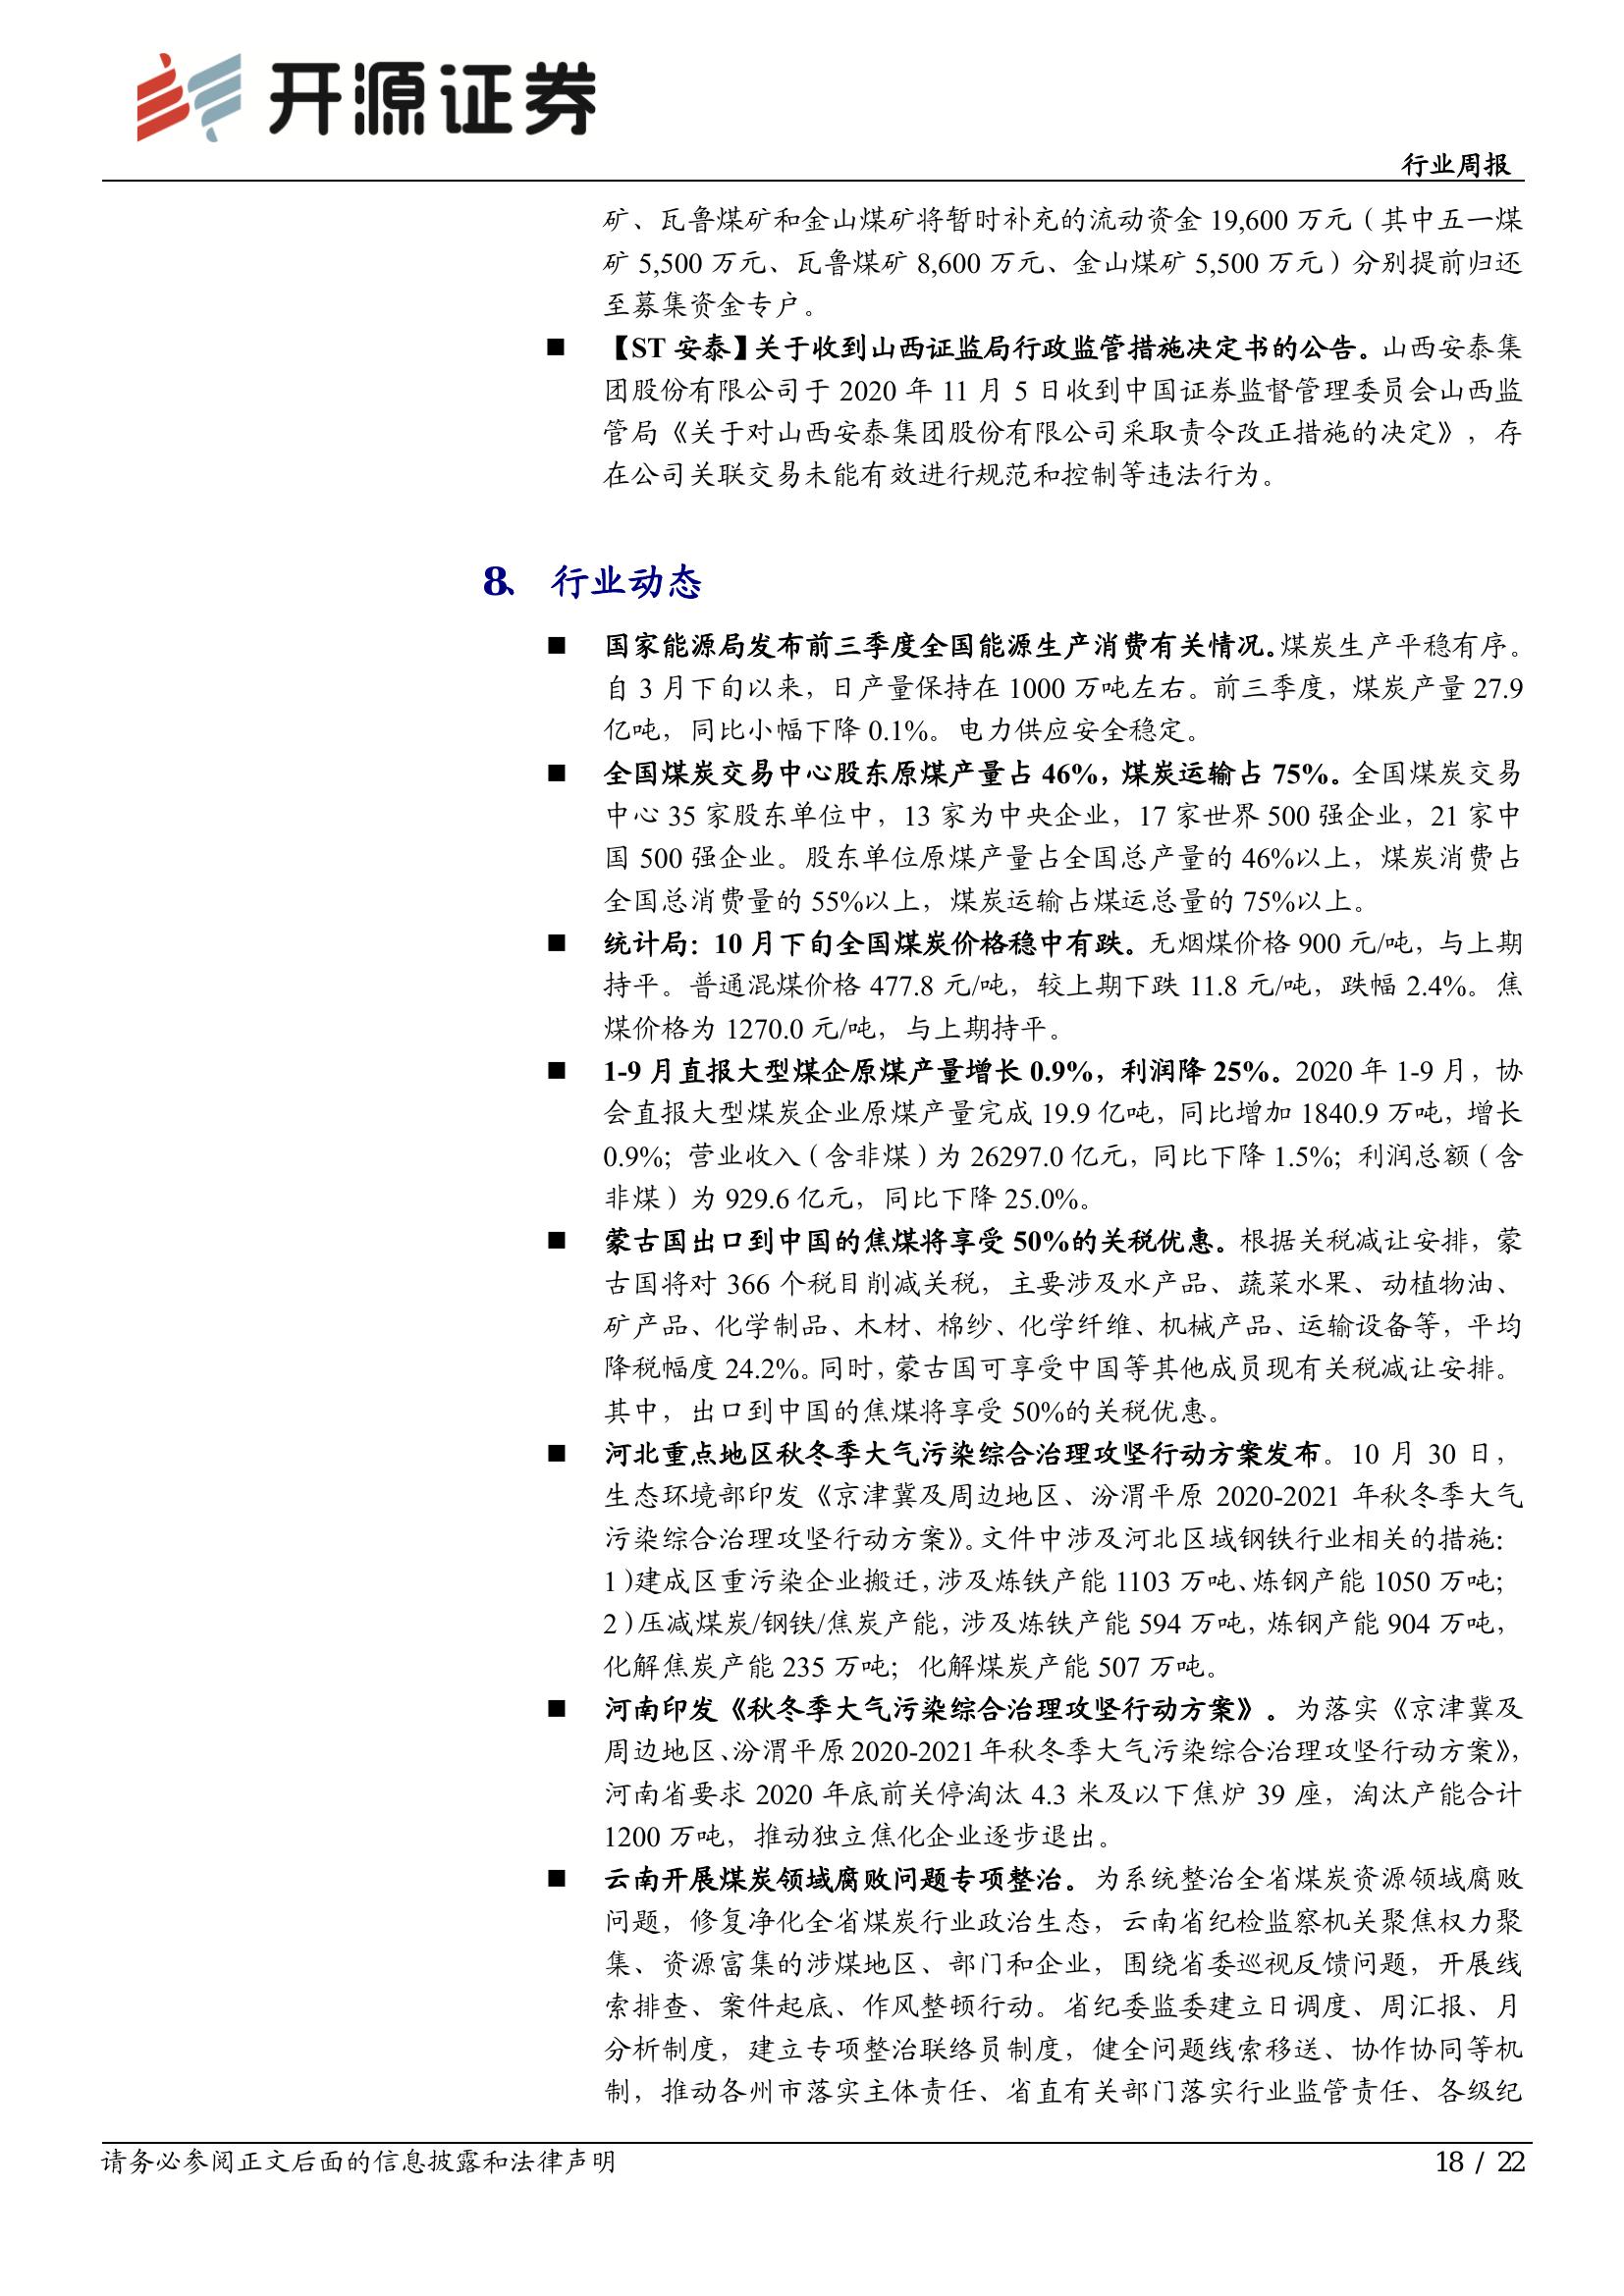 开源证券
行业周报
矿、瓦鲁煤矿和金山煤矿将暂时补充的流动资金 19,600 万元（其中五一煤
矿 5,500 万元、瓦鲁煤矿 8,600 万元、金山煤矿 5,500 万元）分别提前归还
至募集资金专户。
■ 【ST 安泰】关于收到山西证监局行政监管措施决定书的公告。山西安泰集
团股份有限公司于 2020 年 11 月 5 日收到中国证券监督管理委员会山西监
管局《关于对山西安泰集团股份有限公司采取责令改正措施的决定》，存
在公司关联交易未能有效进行规范和控制等违法行为。
8、 行业动态
■ 国家能源局发布前三季度全国能源生产消费有关情况。煤炭生产平稳有序。
自 3 月下旬以来，日产量保持在 1000 万吨左右。前三季度，煤炭产量 27.9
亿吨，同比小幅下降 0.1%。电力供应安全稳定。
■ 全国煤炭交易中心股东原煤产量占 46%，煤炭运输占 75%。全国煤炭交易
中心 35 家股东单位中，13 家为中央企业，17 家世界 500 强企业，21 家中
国 500 强企业。股东单位原煤产量占全国总产量的 46%以上，煤炭消费占
全国总消费量的 55%以上，煤炭运输占煤运总量的 75%以上。
■ 统计局：10 月下旬全国煤炭价格稳中有跌。无烟煤价格 900 元/吨，与上期
持平。普通混煤价格 477.8 元/吨，较上期下跌 11.8 元/吨，跌幅 2.4%。焦
煤价格为 1270.0 元/吨，与上期持平。
■ 1-9 月直报大型煤企原煤产量增长 0.9%，利润降 25%。2020 年 1-9 月，协
会直报大型煤炭企业原煤产量完成 19.9 亿吨，同比增加 1840.9 万吨，增长
0.9%；营业收入（含非煤）为 26297.0 亿元，同比下降 1.5%；利润总额（含
非煤）为 929.6 亿元，同比下降 25.0%。
■ 蒙古国出口到中国的焦煤将享受 50%的关税优惠。根据关税减让安排，蒙
古国将对 366 个税目削减关税，主要涉及水产品、蔬菜水果、动植物油、
矿产品、化学制品、木材、棉纱、化学纤维、机械产品、运输设备等，平均
降税幅度 24.2%。同时，蒙古国可享受中国等其他成员现有关税减让安排。
其中，出口到中国的焦煤将享受 50%的关税优惠。
■ 河北重点地区秋冬季大气污染综合治理攻坚行动方案发布。10 月 30 日，
生态环境部印发《京津冀及周边地区、汾渭平原 2020-2021 年秋冬季大气
污染综合治理攻坚行动方案》。文件中涉及河北区域钢铁行业相关的措施：
1）建成区重污染企业搬迁，涉及炼铁产能 1103 万吨、炼钢产能 1050 万吨；
2）压减煤炭/钢铁/焦炭产能，涉及炼铁产能 594 万吨，炼钢产能 904 万吨，
化解焦炭产能 235 万吨；化解煤炭产能 507 万吨。
■ 河南印发《秋冬季大气污染综合治理攻坚行动方案》。为落实《京津冀及
周边地区、汾渭平原 2020-2021 年秋冬季大气污染综合治理攻坚行动方案》，
河南省要求 2020 年底前关停淘汰 4.3 米及以下焦炉 39 座，淘汰产能合计
1200 万吨，推动独立焦化企业逐步退出。
■ 云南开展煤炭领域腐败问题专项整治。为系统整治全省煤炭资源领域腐败
问题，修复净化全省煤炭行业政治生态，云南省纪检监察机关聚焦权力聚
集、资源富集的涉煤地区、部门和企业，围绕省委巡视反馈问题，开展线
索排查、案件起底、作风整顿行动。省纪委监委建立日调度、周汇报、月
分析制度，建立专项整治联络员制度，健全问题线索移送、协作协同等机
制，推动各州市落实主体责任、省直有关部门落实行业监管责任、各级纪
请务必参阅正文后面的信息披露和法律声明
18 / 22